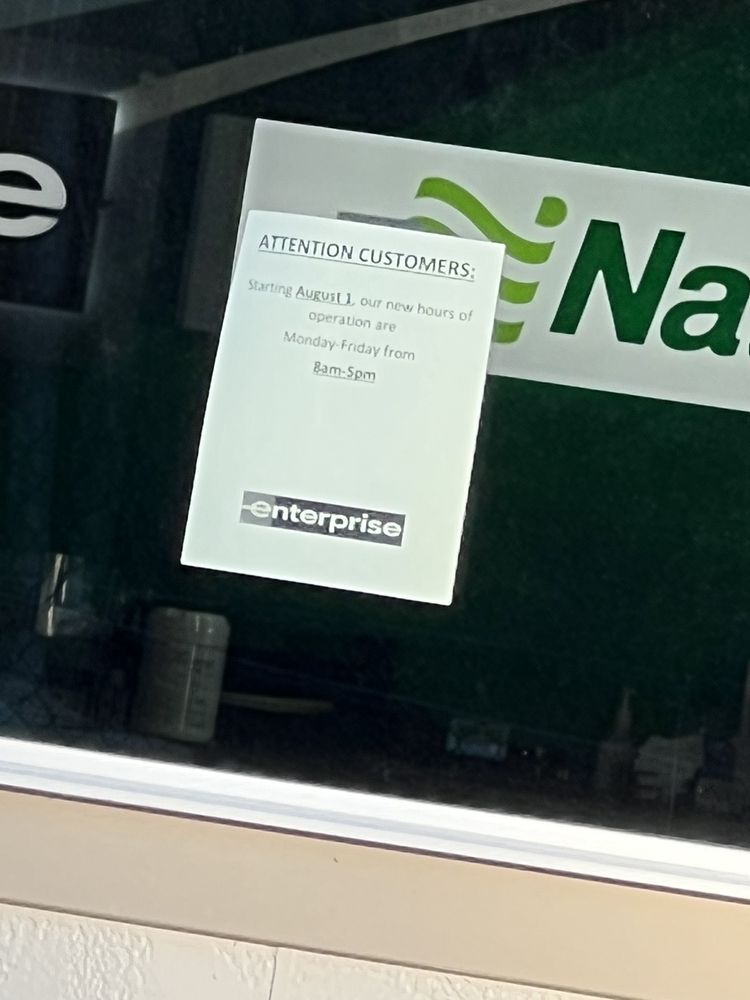 e
Na
ATTENTION CUSTOMERS:
Starting August 1, our new hours of
operation are
Monday-Friday from
8am-5pm
enterprise